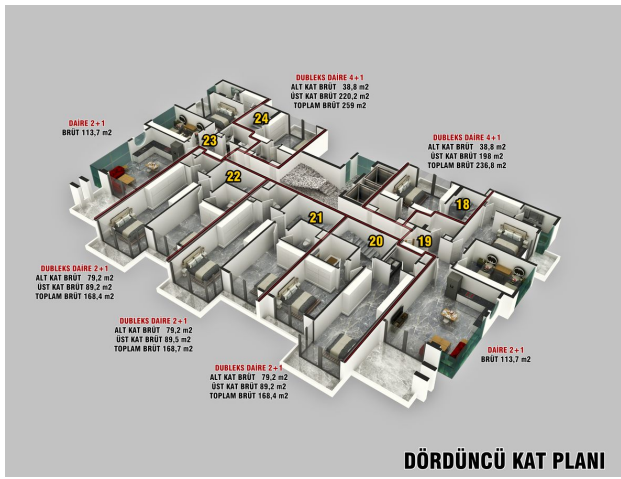 DUBLEKS DAİRE 4+1
ALT KAT BRÜT 38,8 m2
ÜST KAT BRÜT 220,2 m2
TOPLAM BRÜT 259 m2
DAİRE 2+1
BRÜT 113,7 m2
24
23
DUBLEKS DAİRE 4+1
ALT KAT BRÜT 38,8 m2
ÜST KAT BRÜT 198 m2
TOPLAM BRÜT 236,8 m2
22
18
21
20
19
DUBLEKS DAİRE 2+1
ALT KAT BRÜT 79,2 m2
ÜST KAT BRÜT 89,2 m2
TOPLAM BRÜT 168,4 m2
DUBLEKS DAİRE 2+1
ALT KAT BRÜT 79,2 m2
ÜST KAT BRÜT 89,5 m2
TOPLAM BRÜT 168,7 m2
DAİRE 2+1
BRÜT 113,7 m2
DUBLEKS DAİRE 2+1
ALT KAT BRÜT 79,2 m2
ÜST KAT BRÜT 89,2 m2
TOPLAM BRÜT 168,4 m2
DÖRDÜNCÜ KAT PLANI